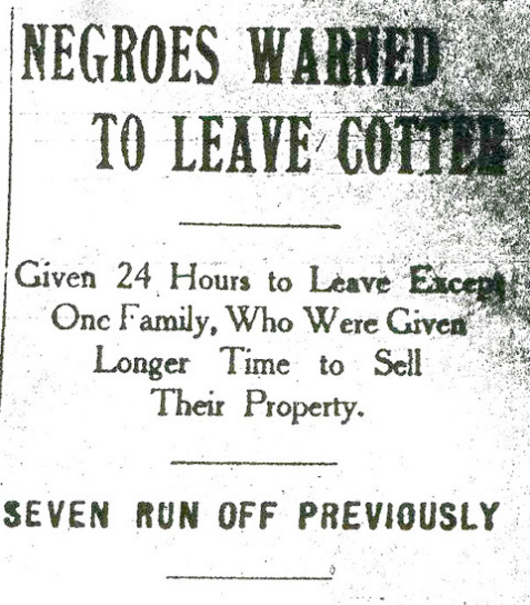 NEGROES WARNED
TO LEAVE COTTER
Given 24 Hours to Leave Except
One Family, Who Were Given
Longer Time to Sell
Their Property.
SEVEN RUN OFF PREVIOUSLY